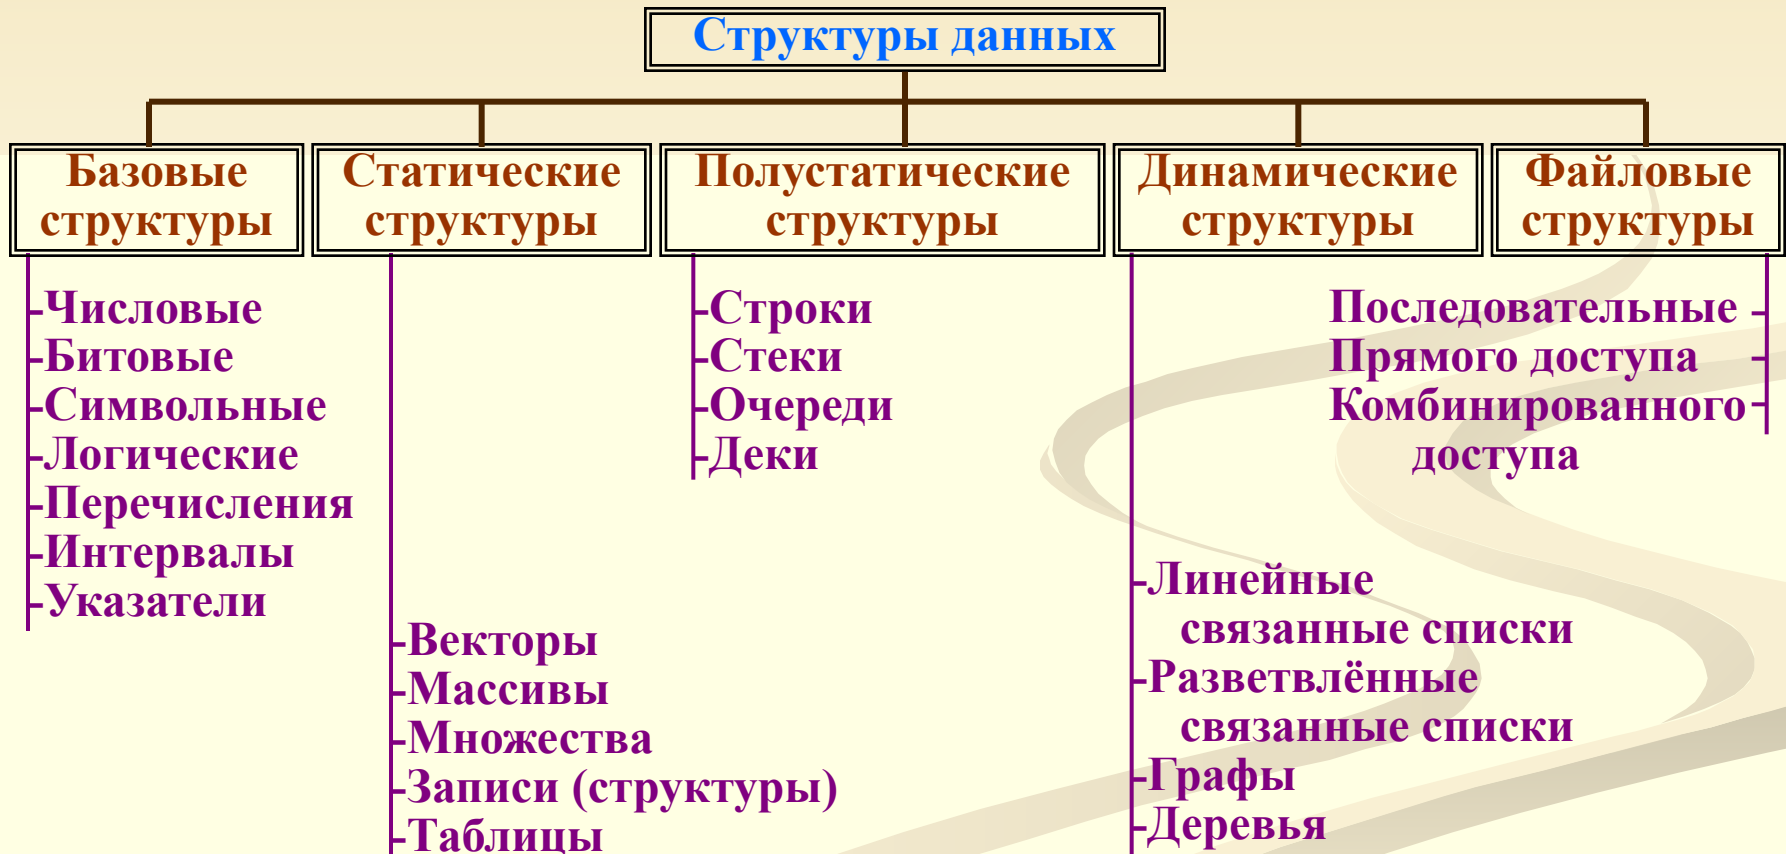 Структуры данных
Базовые
структуры
Статические
структуры
Полустатические
структуры
Динамические
структуры
Файловые
структуры
-Числовые
-Битовые
-Символьные
-Логические
-Перечисления
-Интервалы
-Указатели
-Векторы
-Массивы
-Множества
-Записи (структуры)
-Таблицы
-Строки
-Стеки
-Очереди
-Деки
-Линейные
связанные списки
-Разветвлённые
связанные списки
-Графы
-Деревья
Последовательные -
Прямого доступа -
Комбинированного -
доступа